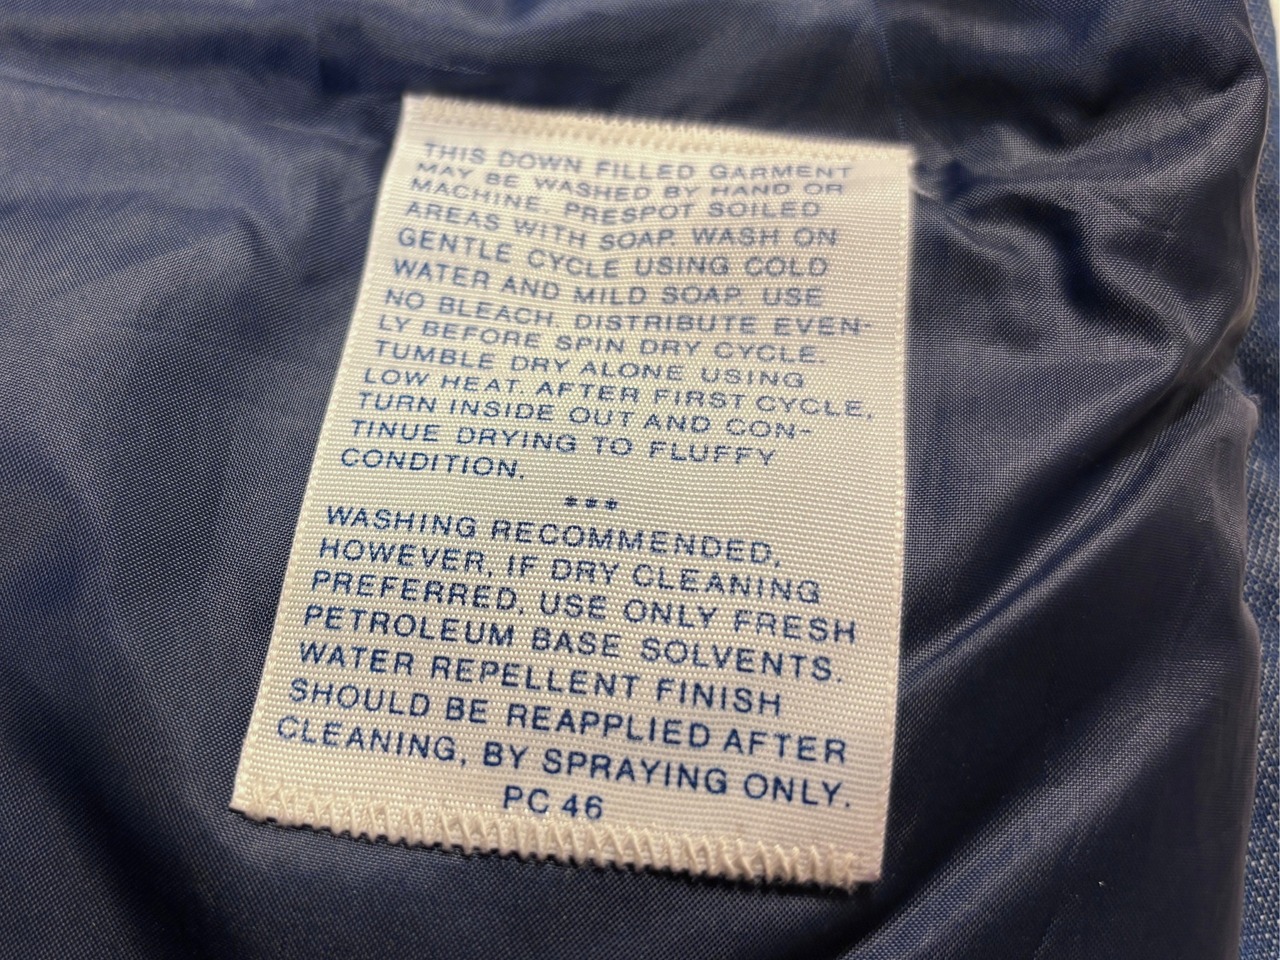 THIS DOWN FILLED GARMENT
MAY BE WASHED BY HAND OR
MACHINE. PRESPOT SOILED
AREAS WITH SOAP. WASH ON
GENTLE CYCLE USING COLD
WATER AND MILD SOAP. USE
NO BLEACH. DISTRIBUTE EVEN-
LY BEFORE SPIN DRY CYCLE.
TUMBLE DRY ALONE USING
LOW HEAT. AFTER FIRST CYCLE,
TURN INSIDE OUT AND CON-
TINUE DRYING TO FLUFFY
CONDITION.
***
WASHING RECOMMENDED,
HOWEVER, IF DRY CLEANING
PREFERRED, USE ONLY FRESH
PETROLEUM BASE SOLVENTS.
WATER REPELLENT FINISH
SHOULD BE REAPPLIED AFTER
CLEANING, BY SPRAYING ONLY.
PC 46